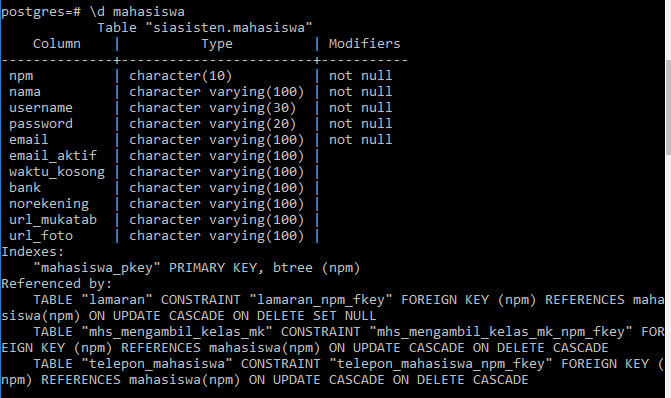 postgres=# \d mahasiswa
           Table "siasisten.mahasiswa"
    Column    |          Type          | Modifiers
--------------+------------------------+-----------
 npm          | character(10)          | not null
 nama         | character varying(100) | not null
 username     | character varying(30)  | not null
 password     | character varying(20)  | not null
 email        | character varying(100) | not null
 email_aktif  | character varying(100) |
 waktu_kosong | character varying(100) |
 bank         | character varying(100) |
 norekening   | character varying(100) |
 url_mukatab  | character varying(100) |
 url_foto     | character varying(100) |
Indexes:
    "mahasiswa_pkey" PRIMARY KEY, btree (npm)
Referenced by:
    TABLE "lamaran" CONSTRAINT "lamaran_npm_fkey" FOREIGN KEY (npm) REFERENCES maha
siswa(npm) ON UPDATE CASCADE ON DELETE SET NULL
    TABLE "mhs_mengambil_kelas_mk" CONSTRAINT "mhs_mengambil_kelas_mk_npm_fkey" FOR
EIGN KEY (npm) REFERENCES mahasiswa(npm) ON UPDATE CASCADE ON DELETE CASCADE
    TABLE "telepon_mahasiswa" CONSTRAINT "telepon_mahasiswa_npm_fkey" FOREIGN KEY (
npm) REFERENCES mahasiswa(npm) ON UPDATE CASCADE ON DELETE CASCADE